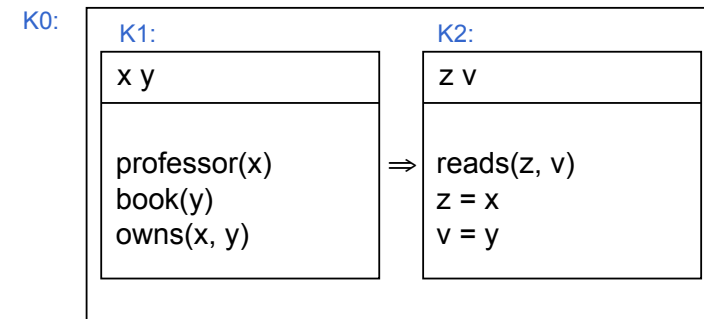 K0:
K1: K2:
x y z v
professor(x) ⇒ reads(z, v)
book(y) z = x
owns(x, y) v = y